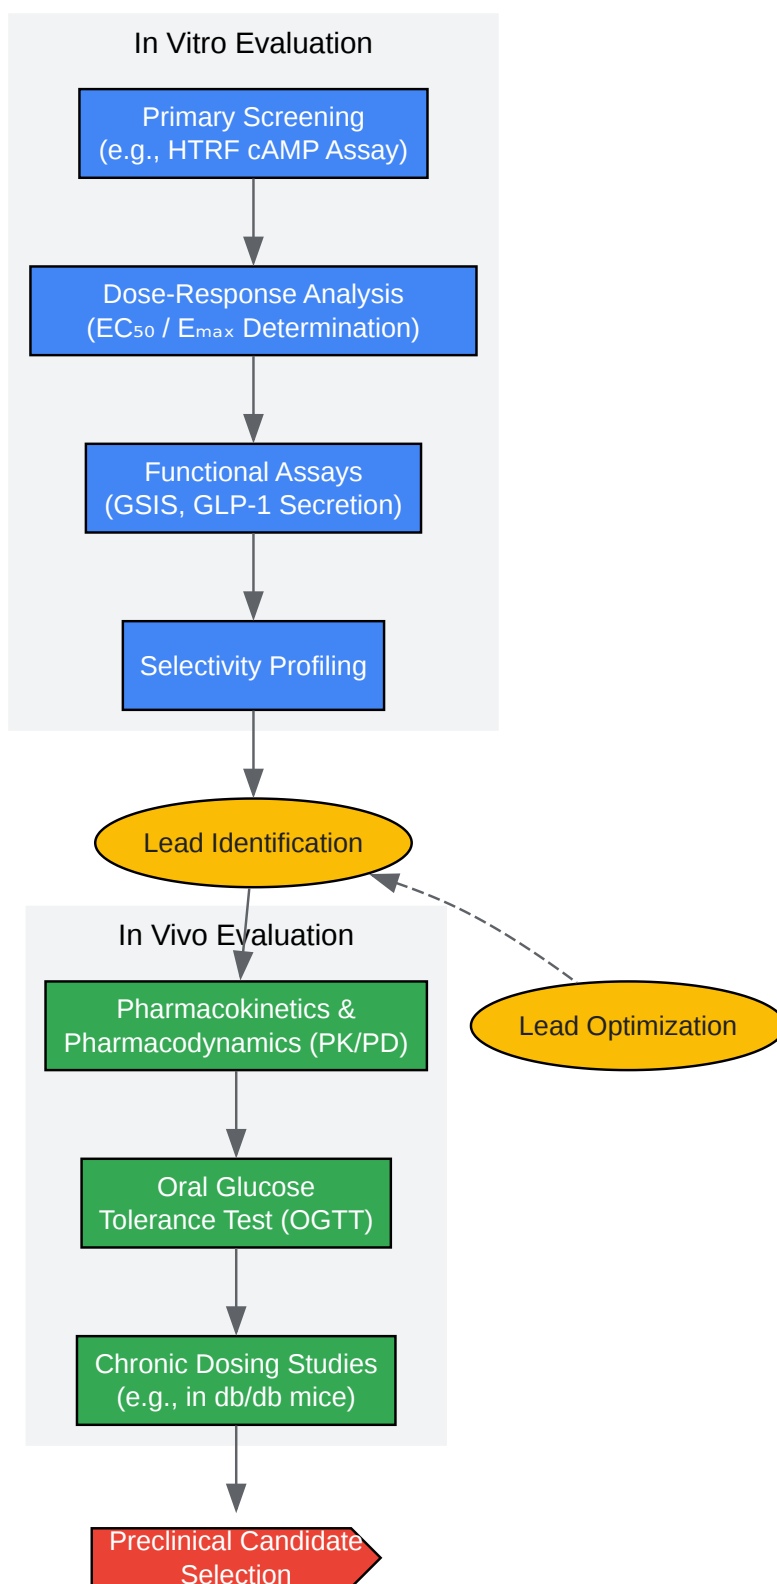 In Vitro Evaluation
Primary Screening
(e.g., HTRF cAMP Assay)
Dose-Response Analysis
(EC₅₀ / Eₘₐₓ Determination)
Functional Assays
(GSIS, GLP-1 Secretion)
Selectivity Profiling
Lead Identification
In Vivo Evaluation
Pharmacokinetics &
Pharmacodynamics (PK/PD)
Lead Optimization
Oral Glucose
Tolerance Test (OGTT)
Chronic Dosing Studies
(e.g., in db/db mice)
Preclinical Candidate
Selection